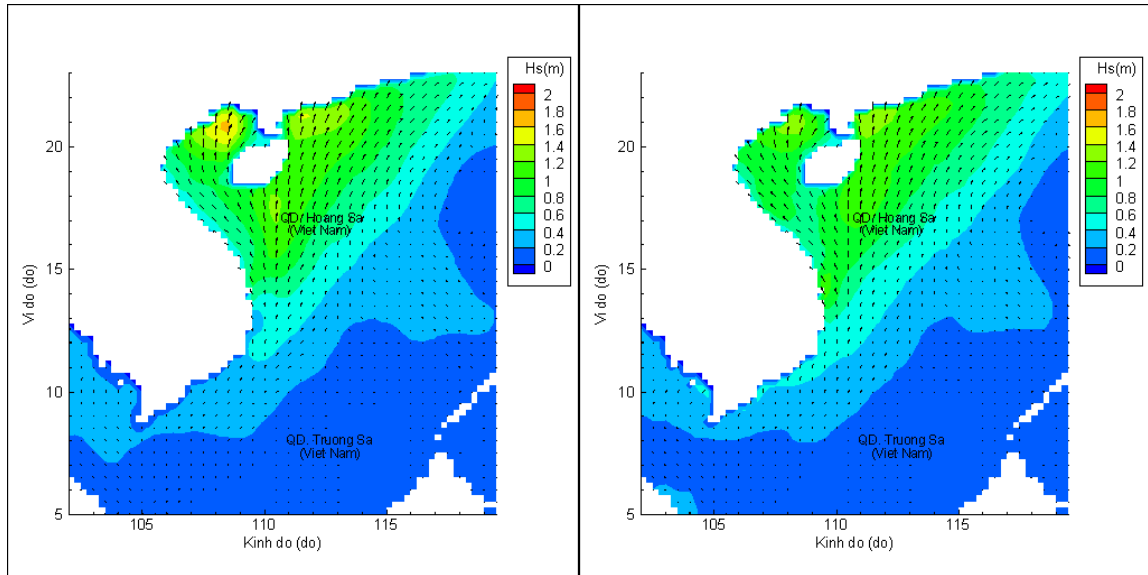 Hs(m)
2
1.8
1.6
1.4
1.2
1
0.8
0.6
0.4
0.2
0
20
15
10
5
Vi do (do)
QD/ Hoang Sa
(Viet Nam)
QD. Truong Sa
(Viet Nam)
105
110
115
Kinh do (do)
Hs(m)
2
1.8
1.6
1.4
1.2
1
0.8
0.6
0.4
0.2
0
20
15
10
5
Vi do (do)
QD/ Hoang Sa
(Viet Nam)
QD. Truong Sa
(Viet Nam)
105
110
115
Kinh do (do)